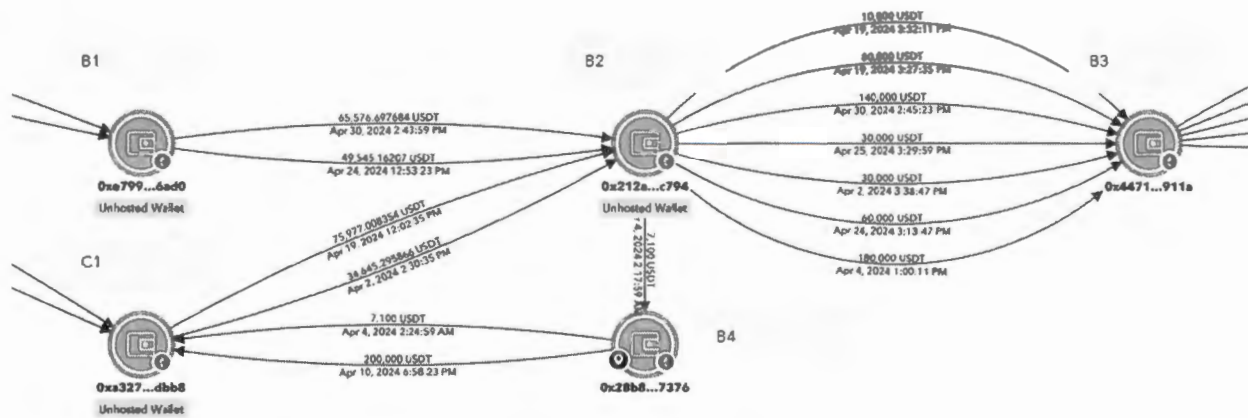 B1
B2
B3
10,800 USDT
Apr 19, 2024 3:32:11 PM
80,800 USDT
Apr 19, 2024 3:27:35 PM
140,000 USDT
Apr 30, 2024 2:45:23 PM
30,000 USDT
Apr 25, 2024 3:29:59 PM
30,000 USDT
Apr 2, 2024 3:38:47 PM
60,000 USDT
Apr 24, 2024 3:13:47 PM
180,000 USDT
Apr 4, 2024 1:00:11 PM
65,576.697684 USDT
Apr 30, 2024 2:43:59 PM
49,545.16207 USDT
Apr 24, 2024 12:53:23 PM
0xe799...6ad0
Unhosted Wallet
0x212a...c794
Unhosted Wallet
0x4471...911a
75,977.008354 USDT
Apr 19, 2024 12:02:35 PM
34,645.295866 USDT
Apr 2, 2024 2:30:35 PM
7,100 USDT
4, 2024 2:17:59
C1
7,100 USDT
Apr 4, 2024 2:24:59 AM
200,000 USDT
Apr 10, 2024 6:58:23 PM
B4
0xa327...dbb8
Unhosted Wallet
0x28b8...7376